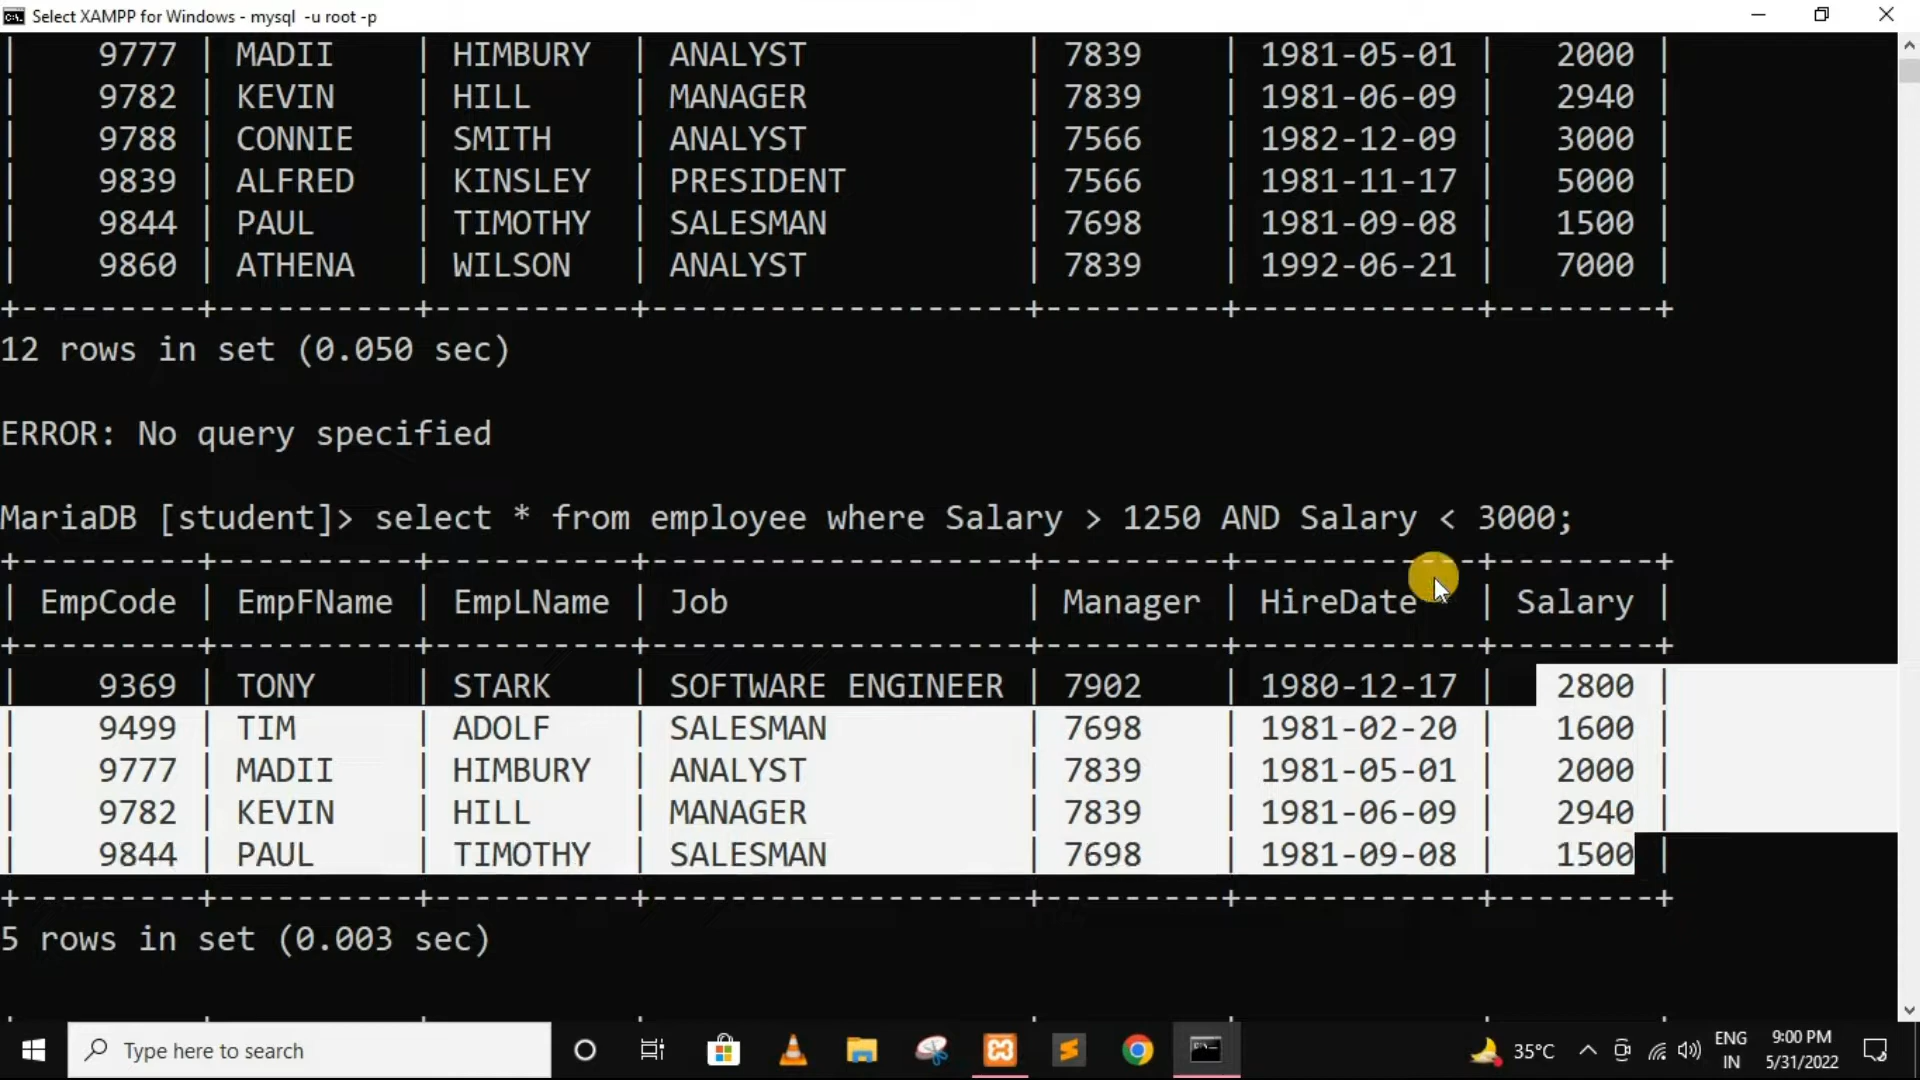 Select XAMPP for Windows - mysql -u root -p
| 9777 | MADII | HIMBURY | ANALYST | 7839 | 1981-05-01 | 2000 |
| 9782 | KEVIN | HILL | MANAGER | 7839 | 1981-06-09 | 2940 |
| 9788 | CONNIE | SMITH | ANALYST | 7566 | 1982-12-09 | 3000 |
| 9839 | ALFRED | KINSLEY | PRESIDENT | 7566 | 1981-11-17 | 5000 |
| 9844 | PAUL | TIMOTHY | SALESMAN | 7698 | 1981-09-08 | 1500 |
| 9860 | ATHENA | WILSON | ANALYST | 7839 | 1992-06-21 | 7000 |
+---------+----------+----------+-------------------+---------+------------+--------+
12 rows in set (0.050 sec)
ERROR: No query specified
MariaDB [student]> select * from employee where Salary > 1250 AND Salary < 3000;
+---------+----------+----------+-------------------+---------+------------+--------+
| EmpCode | EmpFName | EmpLName | Job | Manager | HireDate | Salary |
+---------+----------+----------+-------------------+---------+------------+--------+
| 9369 | TONY | STARK | SOFTWARE ENGINEER | 7902 | 1980-12-17 | 2800 |
| 9499 | TIM | ADOLF | SALESMAN | 7698 | 1981-02-20 | 1600 |
| 9777 | MADII | HIMBURY | ANALYST | 7839 | 1981-05-01 | 2000 |
| 9782 | KEVIN | HILL | MANAGER | 7839 | 1981-06-09 | 2940 |
| 9844 | PAUL | TIMOTHY | SALESMAN | 7698 | 1981-09-08 | 1500 |
+---------+----------+----------+-------------------+---------+------------+--------+
5 rows in set (0.003 sec)
Type here to search
35°C
ENG
IN
9:00 PM
5/31/2022